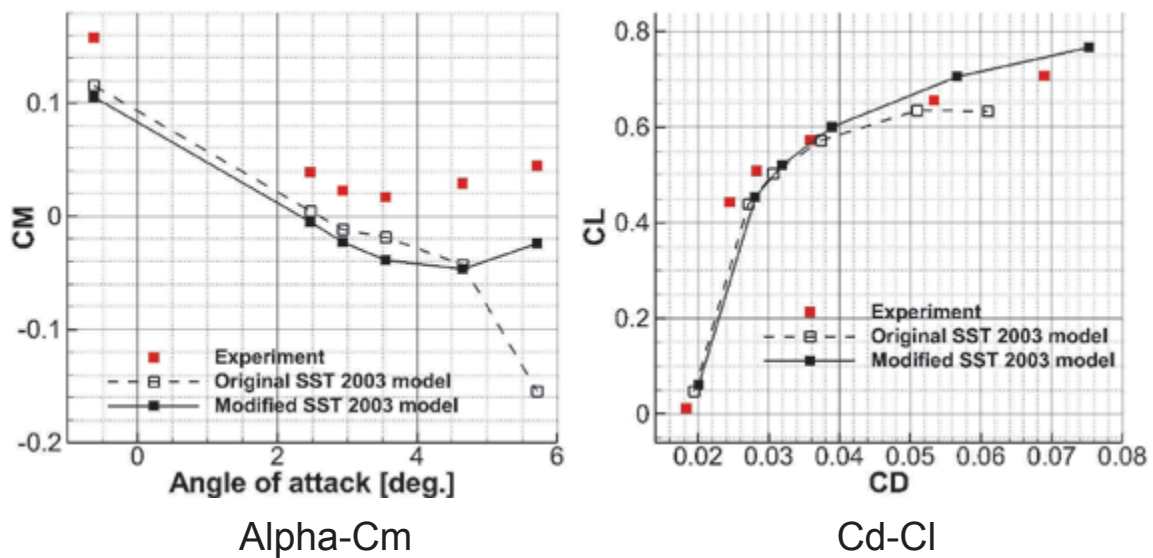 0.1
0
-0.1
-0.2
CM
Experiment
Original SST 2003 model
Modified SST 2003 model
0 2 4 6
Angle of attack [deg.]
Alpha-Cm
0.8
0.6
0.4
0.2
0
CL
Experiment
Original SST 2003 model
Modified SST 2003 model
0.02 0.03 0.04 0.05 0.06 0.07 0.08
CD
Cd-Cl